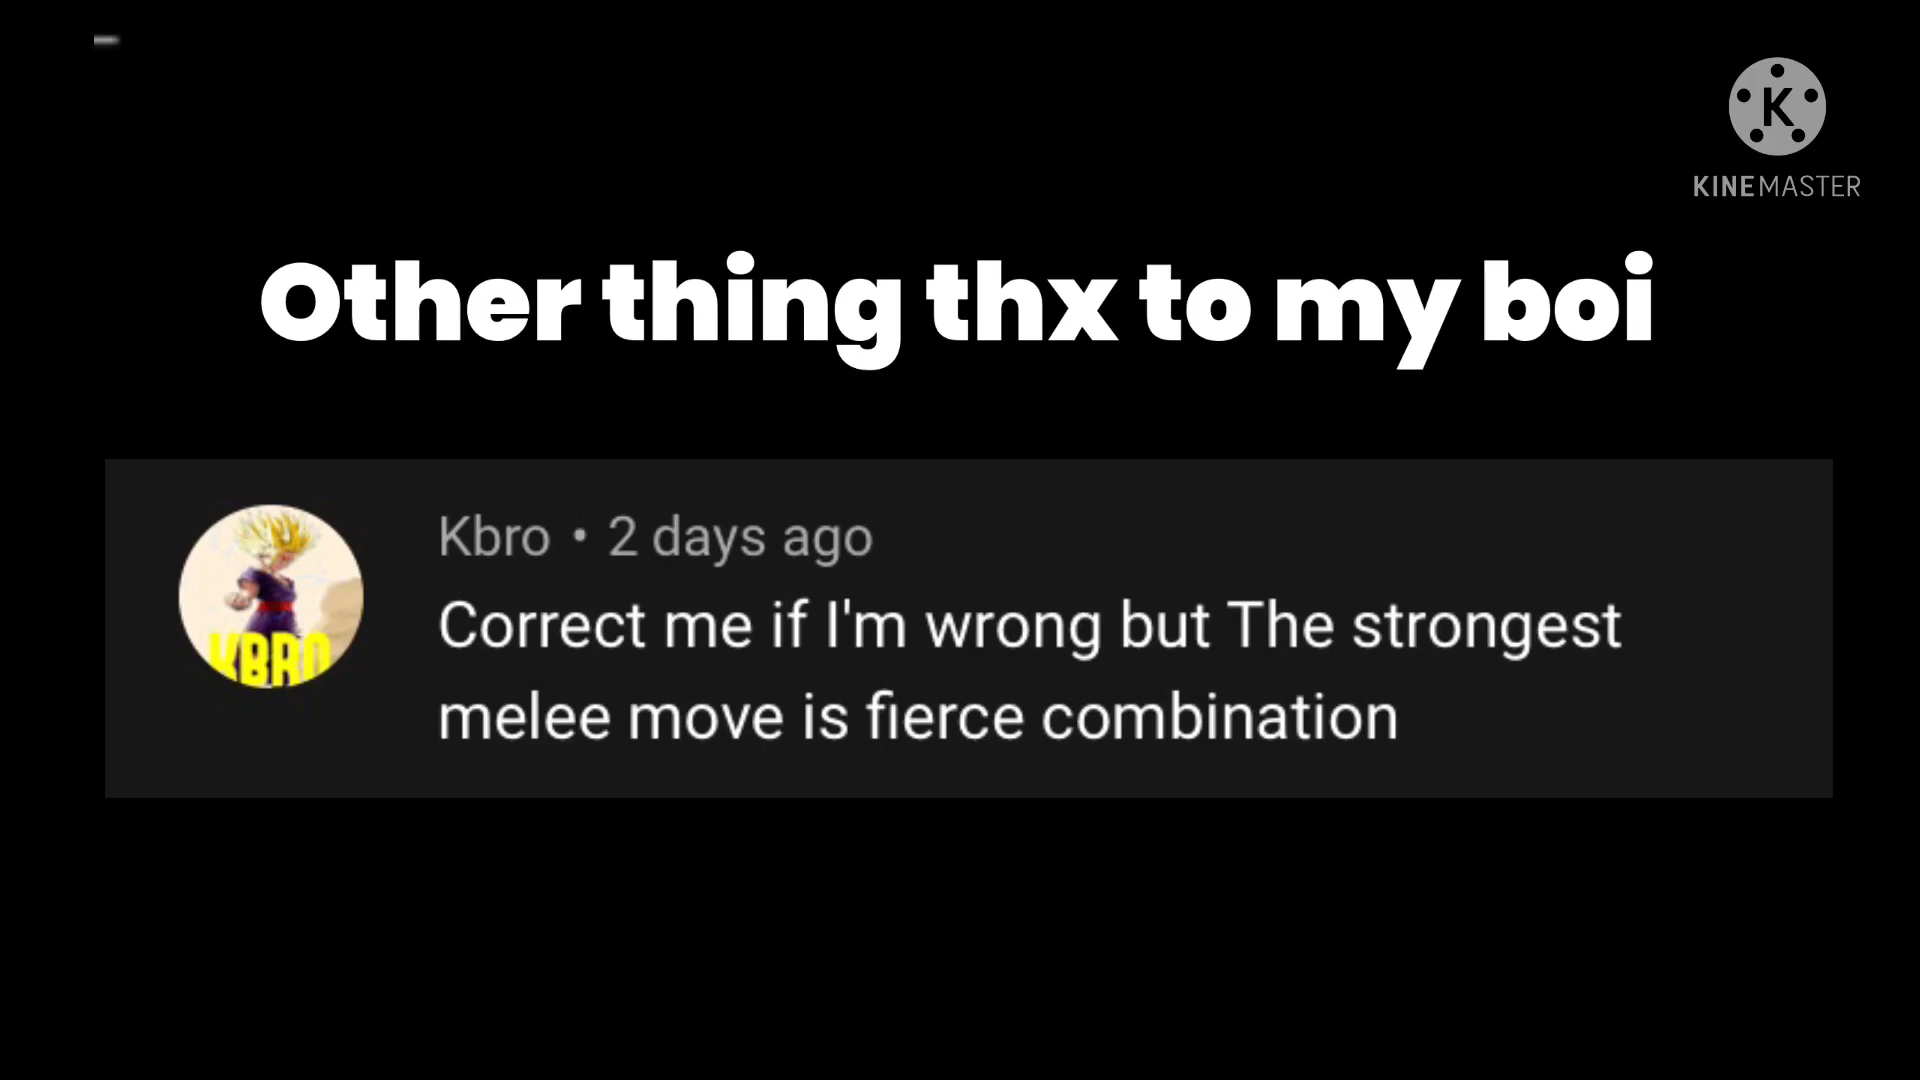 K
KINEMASTER
Other thing thx to my boi
Kbro • 2 days ago
Correct me if I'm wrong but The strongest
melee move is fierce combination
KBRO